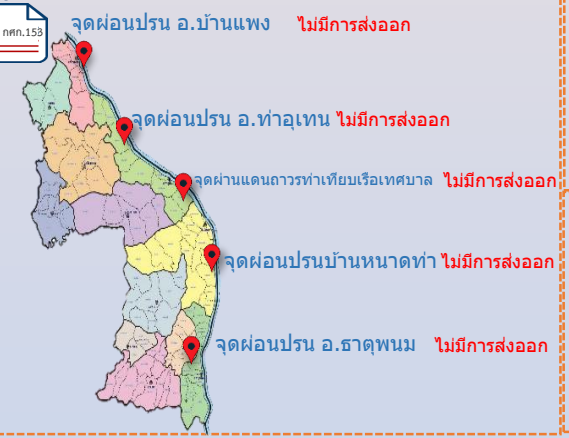 กศก.153
จุดผ่อนปรน อ.บ้านแพง ไม่มีการส่งออก
จุดผ่อนปรน อ.ท่าอุเทน ไม่มีการส่งออก
จุดผ่านแดนถาวรท่าเทียบเรือเทศบาล ไม่มีการส่งออก
จุดผ่อนปรนบ้านหนาดท่า ไม่มีการส่งออก
จุดผ่อนปรน อ.ธาตุพนม ไม่มีการส่งออก